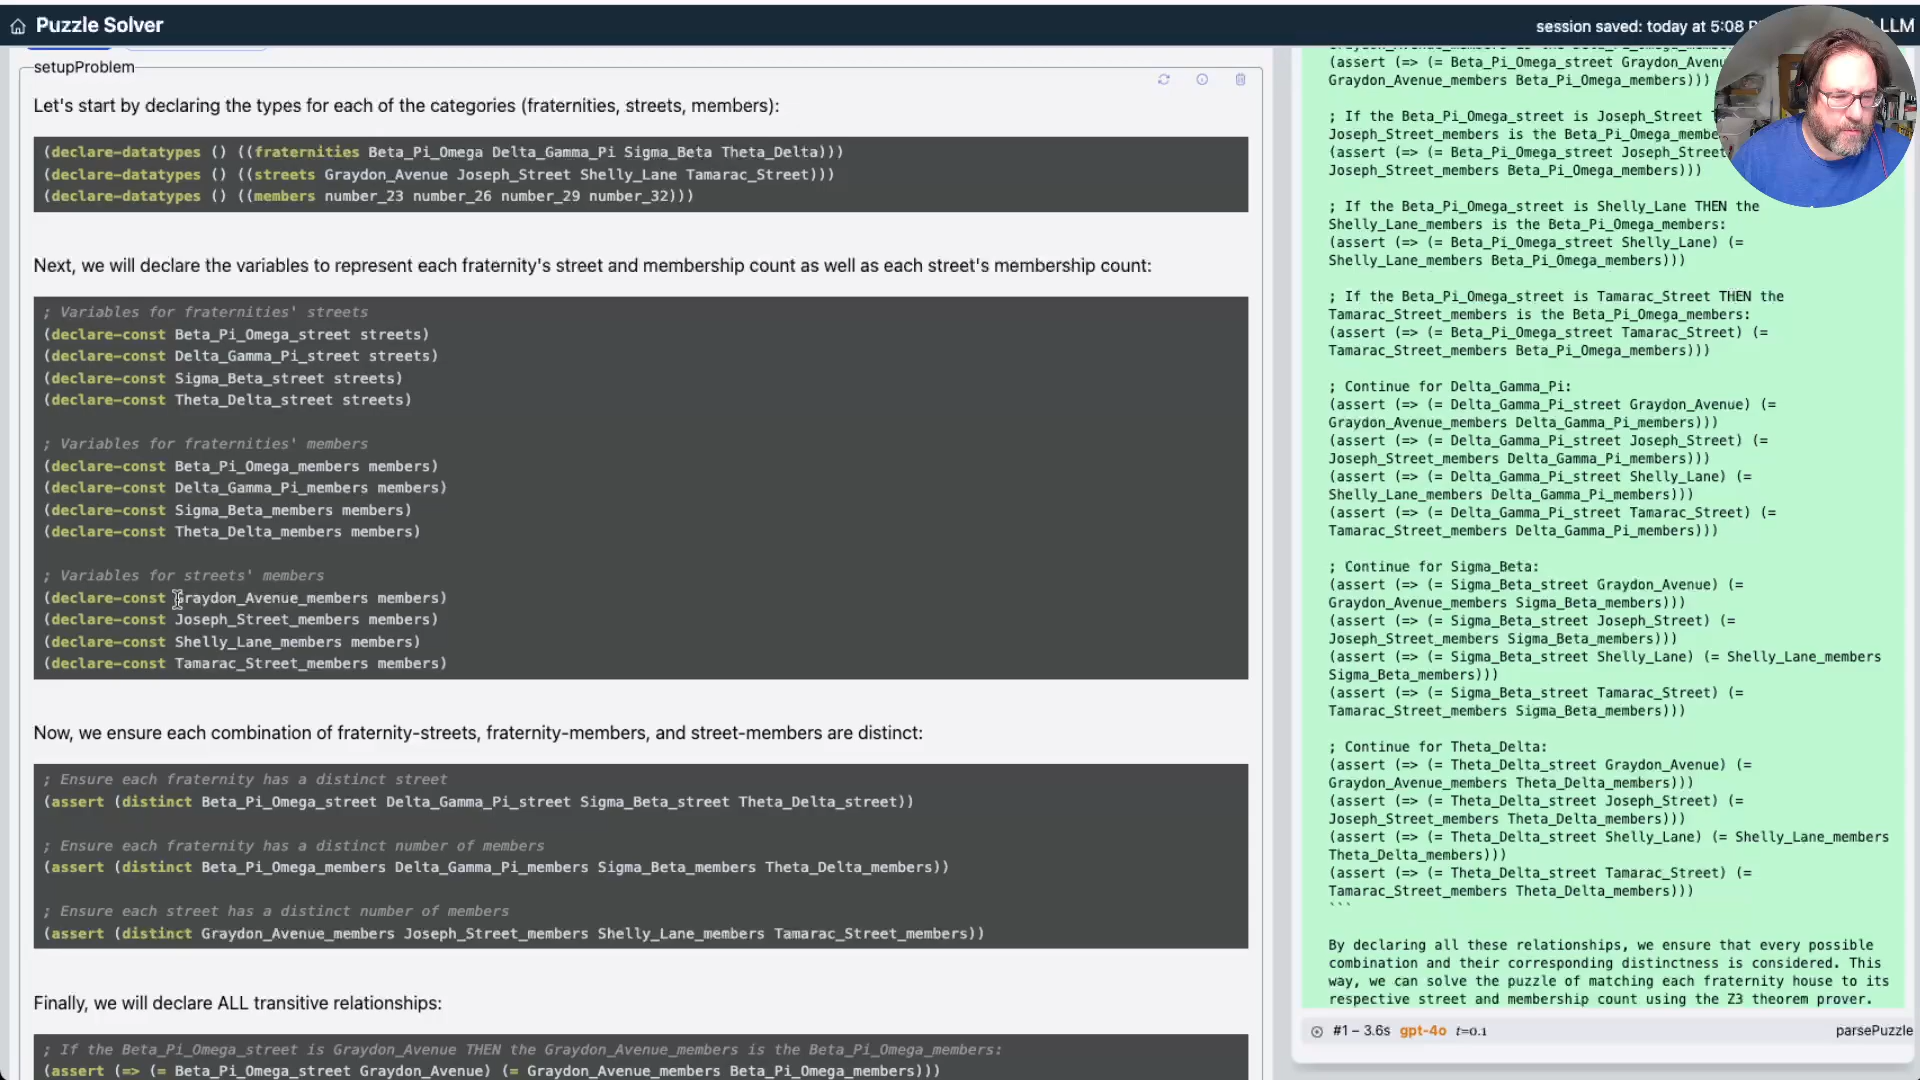 Puzzle Solver
session saved: today at 5:08
LLM
setupProblem
Let's start by declaring the types for each of the categories (fraternities, streets, members):
(declare-datatypes () ((fraternities Beta_Pi_Omega Delta_Gamma_Pi Sigma_Beta Theta_Delta)))
(declare-datatypes () ((streets Graydon_Avenue Joseph_Street Shelly_Lane Tamarac_Street)))
(declare-datatypes () ((members number_23 number_26 number_29 number_32)))
Next, we will declare the variables to represent each fraternity's street and membership count as well as each street's membership count:
; Variables for fraternities' streets
(declare-const Beta_Pi_Omega_street streets)
(declare-const Delta_Gamma_Pi_street streets)
(declare-const Sigma_Beta_street streets)
(declare-const Theta_Delta_street streets)
; Variables for fraternities' members
(declare-const Beta_Pi_Omega_members members)
(declare-const Delta_Gamma_Pi_members members)
(declare-const Sigma_Beta_members members)
(declare-const Theta_Delta_members members)
; Variables for streets' members
(declare-const Graydon_Avenue_members members)
(declare-const Joseph_Street_members members)
(declare-const Shelly_Lane_members members)
(declare-const Tamarac_Street_members members)
Now, we ensure each combination of fraternity-streets, fraternity-members, and street-members are distinct:
; Ensure each fraternity has a distinct street
(assert (distinct Beta_Pi_Omega_street Delta_Gamma_Pi_street Sigma_Beta_street Theta_Delta_street))
; Ensure each fraternity has a distinct number of members
(assert (distinct Beta_Pi_Omega_members Delta_Gamma_Pi_members Sigma_Beta_members Theta_Delta_members))
; Ensure each street has a distinct number of members
(assert (distinct Graydon_Avenue_members Joseph_Street_members Shelly_Lane_members Tamarac_Street_members))
Finally, we will declare ALL transitive relationships:
; If the Beta_Pi_Omega_street is Graydon_Avenue THEN the Graydon_Avenue_members is the Beta_Pi_Omega_members:
(assert (=> (= Beta_Pi_Omega_street Graydon_Avenue) (= Graydon_Avenue_members Beta_Pi_Omega_members)))
(assert (=> (= Beta_Pi_Omega_street
Graydon_Avenue_members Beta_Pi_Omega_members)))
; If the Beta_Pi_Omega_street is Joseph_Street
Joseph_Street_members is the
(assert (=> (= Beta_Pi_Omega_street
Joseph_Street_members Beta_Pi_Omega_members)))
; If the Beta_Pi_Omega_street is Shelly_Lane THEN the
Shelly_Lane_members is the Beta_Pi_Omega_members:
(assert (=> (= Beta_Pi_Omega_street Shelly_Lane) (=
Shelly_Lane_members Beta_Pi_Omega_members)))
; If the Beta_Pi_Omega_street is Tamarac_Street THEN the
Tamarac_Street_members is the Beta_Pi_Omega_members:
(assert (=> (= Beta_Pi_Omega_street Tamarac_Street) (=
Tamarac_Street_members Beta_Pi_Omega_members)))
; Continue for Delta_Gamma_Pi:
(assert (=> (= Delta_Gamma_Pi_street Graydon_Avenue) (=
Graydon_Avenue_members Delta_Gamma_Pi_members)))
(assert (=> (= Delta_Gamma_Pi_street Joseph_Street) (=
Joseph_Street_members Delta_Gamma_Pi_members)))
(assert (=> (= Delta_Gamma_Pi_street Shelly_Lane) (=
Shelly_Lane_members Delta_Gamma_Pi_members)))
(assert (=> (= Delta_Gamma_Pi_street Tamarac_Street) (=
Tamarac_Street_members Delta_Gamma_Pi_members)))
; Continue for Sigma_Beta:
(assert (=> (= Sigma_Beta_street Graydon_Avenue) (=
Graydon_Avenue_members Sigma_Beta_members)))
(assert (=> (= Sigma_Beta_street Joseph_Street) (=
Joseph_Street_members Sigma_Beta_members)))
(assert (=> (= Sigma_Beta_street Shelly_Lane) (= Shelly_Lane_members
Sigma_Beta_members)))
(assert (=> (= Sigma_Beta_street Tamarac_Street) (=
Tamarac_Street_members Sigma_Beta_members)))
; Continue for Theta_Delta:
(assert (=> (= Theta_Delta_street Graydon_Avenue) (=
Graydon_Avenue_members Theta_Delta_members)))
(assert (=> (= Theta_Delta_street Joseph_Street) (=
Joseph_Street_members Theta_Delta_members)))
(assert (=> (= Theta_Delta_street Shelly_Lane) (= Shelly_Lane_members
Theta_Delta_members)))
(assert (=> (= Theta_Delta_street Tamarac_Street) (=
Tamarac_Street_members Theta_Delta_members)))
```
By declaring all these relationships, we ensure that every possible
combination and their corresponding distinctness is considered. This
way, we can solve the puzzle of matching each fraternity house to its
respective street and membership count using the Z3 theorem prover.
#1 – 3.6s gpt-4o t=0.1
parsePuzzle